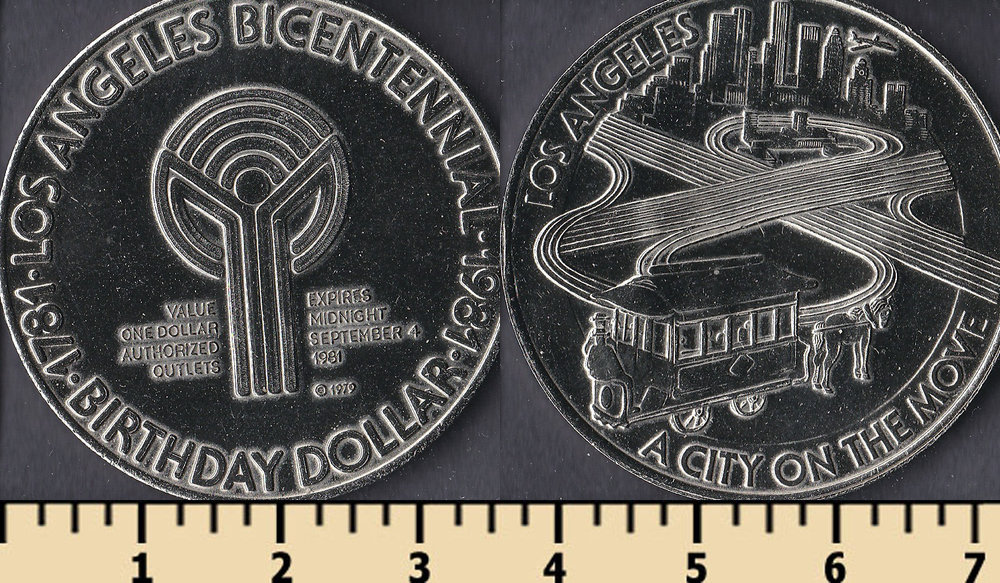 LOS ANGELES BICENTENNIAL·1981·BIRTHDAY DOLLAR·1781·
VALUE
ONE DOLLAR
AUTHORIZED
OUTLETS
EXPIRES
MIDNIGHT
SEPTEMBER 4
1981
© 1979
LOS ANGELES
A CITY ON THE MOVE
1 2 3 4 5 6 7